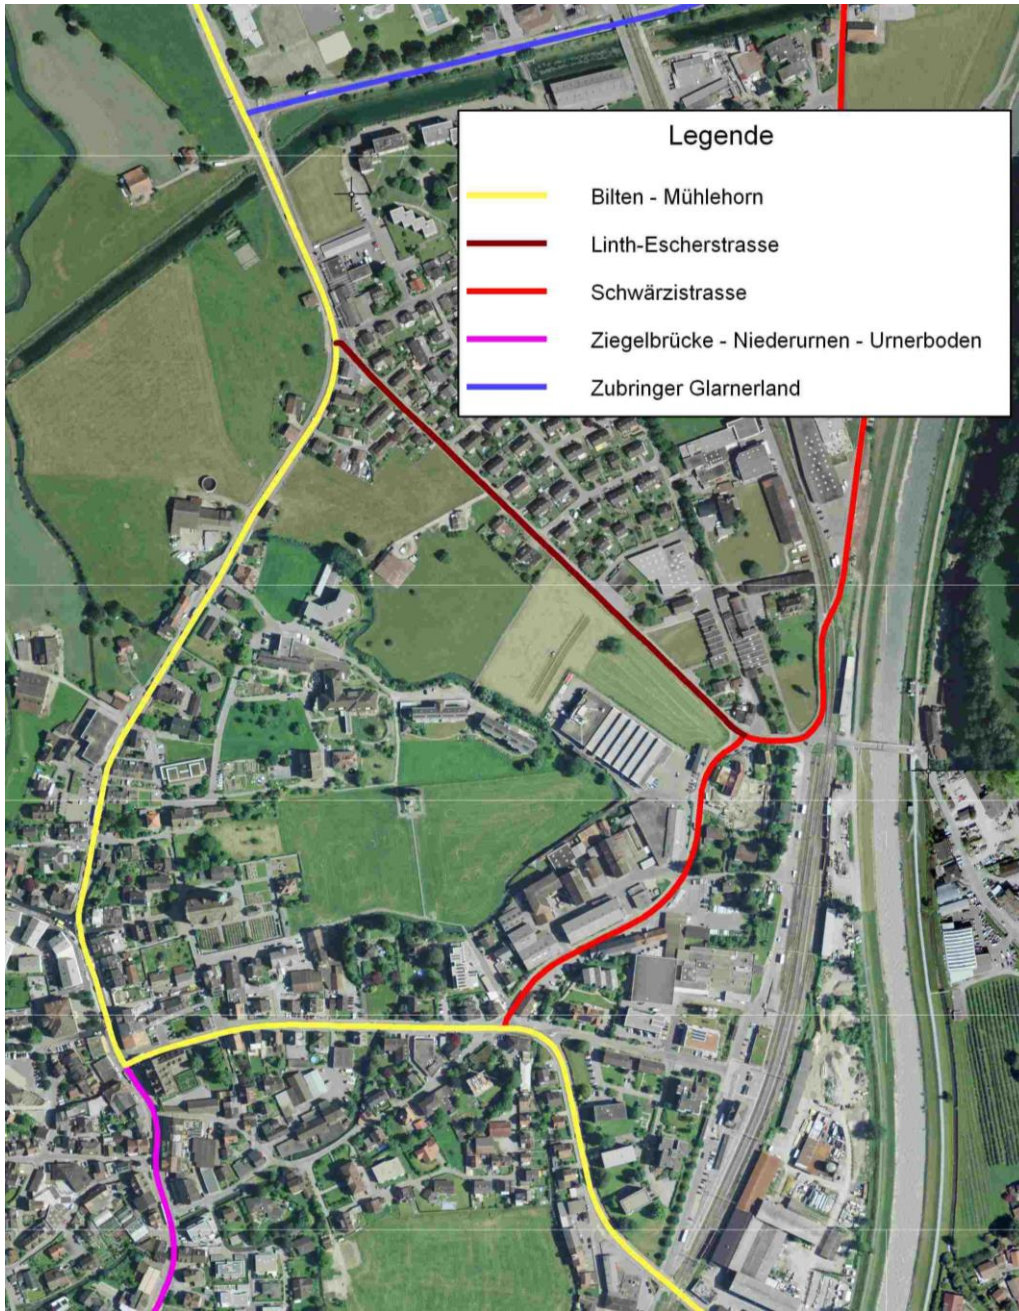 Legende
Bilten - Mühlehorn
Linth-Escherstrasse
Schwärzistrasse
Ziegelbrücke - Niederurnen - Urnerboden
Zubringer Glarnerland